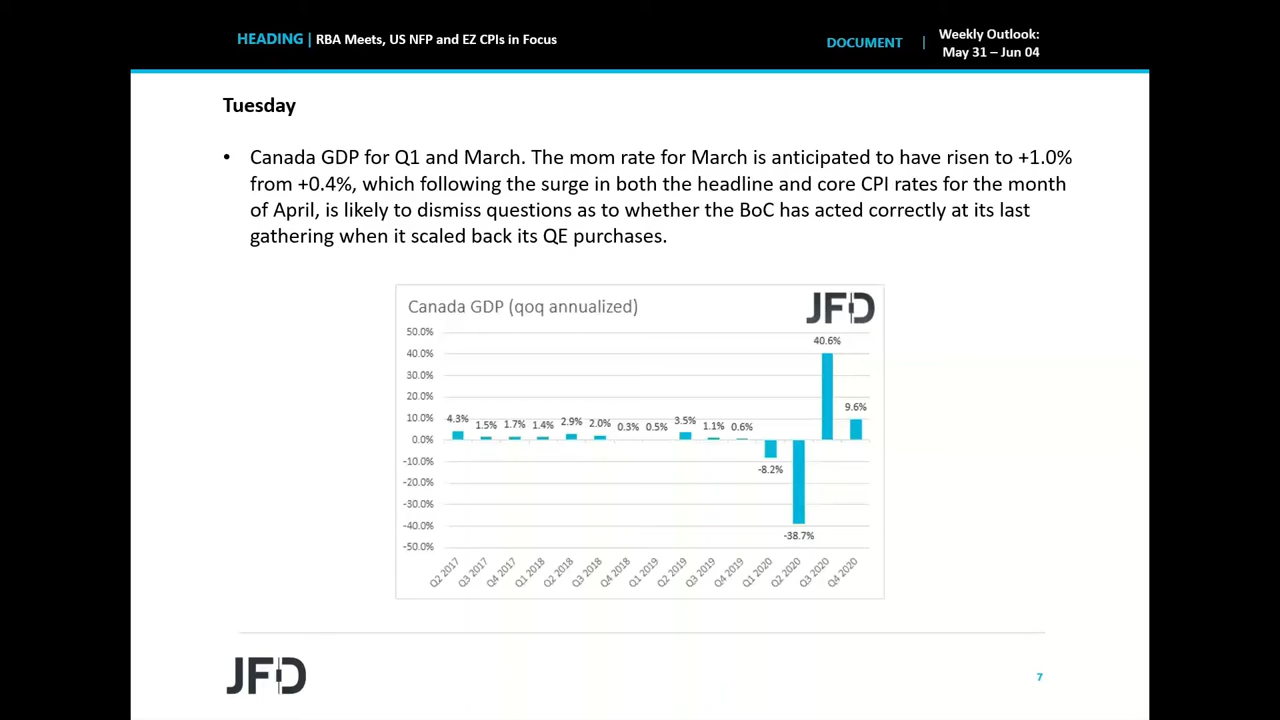 HEADING | RBA Meets, US NFP and EZ CPIs in Focus
DOCUMENT | Weekly Outlook:
May 31 – Jun 04
Tuesday
• Canada GDP for Q1 and March. The mom rate for March is anticipated to have risen to +1.0%
from +0.4%, which following the surge in both the headline and core CPI rates for the month
of April, is likely to dismiss questions as to whether the BoC has acted correctly at its last
gathering when it scaled back its QE purchases.
Canada GDP (qoq annualized)
JFD
50.0%
40.0%
30.0%
20.0%
10.0%
0.0%
-10.0%
-20.0%
-30.0%
-40.0%
-50.0%
4.3%
1.5%
1.7%
1.4%
2.9%
2.0%
0.3%
0.5%
3.5%
1.1%
0.6%
-8.2%
-38.7%
40.6%
9.6%
Q2 2017
Q3 2017
Q4 2017
Q1 2018
Q2 2018
Q3 2018
Q4 2018
Q1 2019
Q2 2019
Q3 2019
Q4 2019
Q1 2020
Q2 2020
Q3 2020
Q4 2020
JFD
7